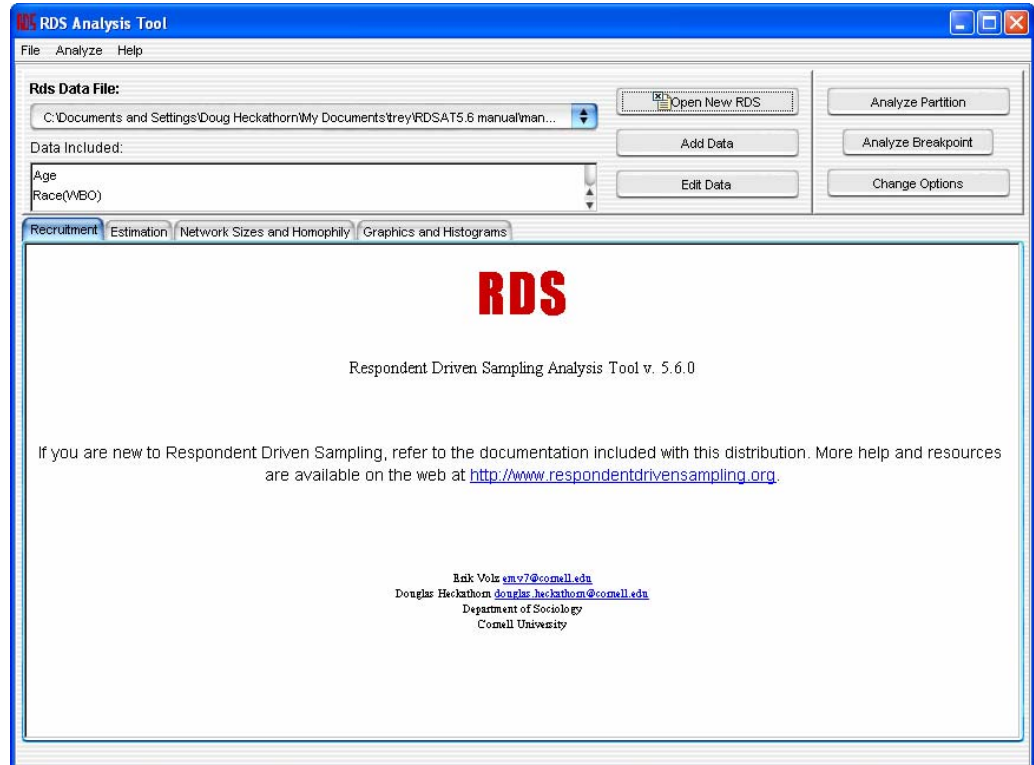 RDS RDS Analysis Tool
File Analyze Help
Rds Data File:
C:\Documents and Settings\Doug Heckathorn\My Documents\trey\RDSAT5.6 manual\man...
Data Included:
Age
Race(WBO)
Open New RDS
Add Data
Edit Data
Analyze Partition
Analyze Breakpoint
Change Options
Recruitment Estimation Network Sizes and Homophily Graphics and Histograms
RDS
Respondent Driven Sampling Analysis Tool v. 5.6.0
If you are new to Respondent Driven Sampling, refer to the documentation included with this distribution. More help and resources
are available on the web at http://www.respondentdrivensampling.org.
Erik Volz emv7@cornell.edu
Douglas Heckathorn douglas.heckathorn@cornell.edu
Department of Sociology
Cornell University